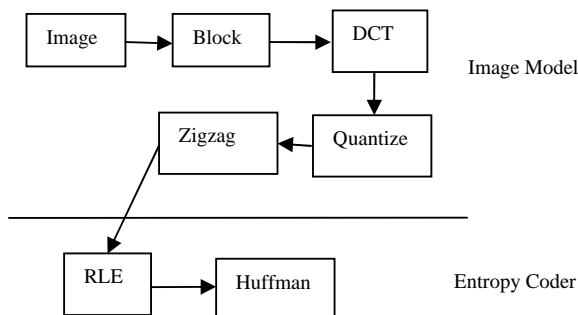 Image
Block
DCT
Image Model
Zigzag
Quantize
RLE
Huffman
Entropy Coder